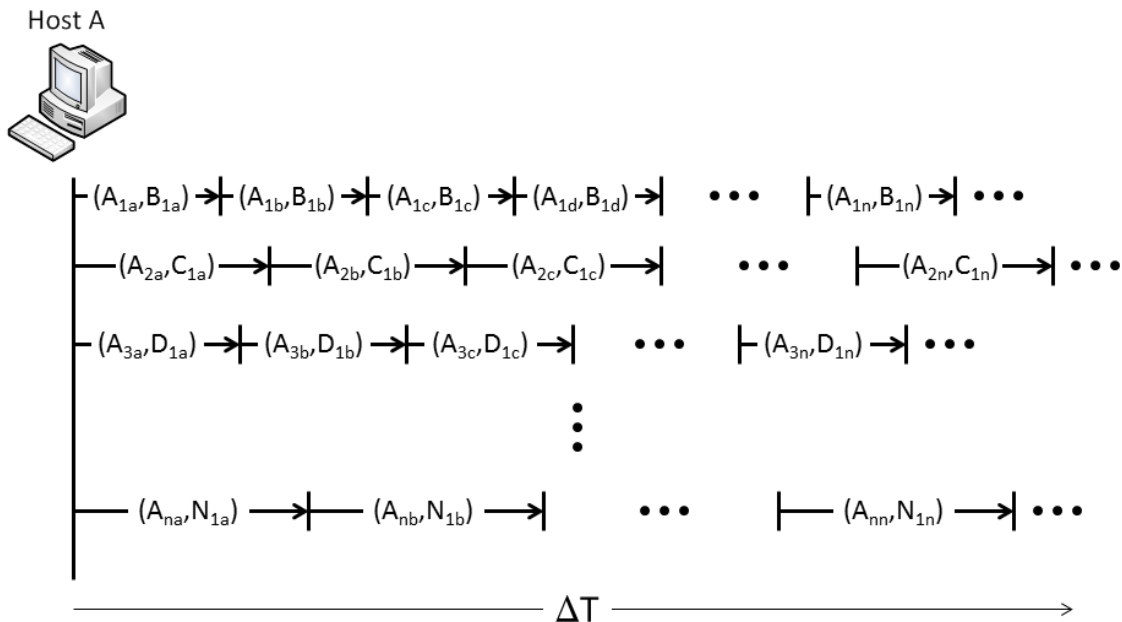 Host A
(A₁ₐ,B₁ₐ) (A₁b,B₁b) (A₁c,B₁c) (A₁d,B₁d) ••• (A₁ₙ,B₁ₙ) •••
(A₂ₐ,C₁ₐ) (A₂b,C₁b) (A₂c,C₁c) ••• (A₂ₙ,C₁ₙ) •••
(A₃ₐ,D₁ₐ) (A₃b,D₁b) (A₃c,D₁c) ••• (A₃ₙ,D₁ₙ) •••
(Aₙₐ,N₁ₐ) (Aₙb,N₁b) ••• (Aₙₙ,N₁ₙ) •••
ΔT